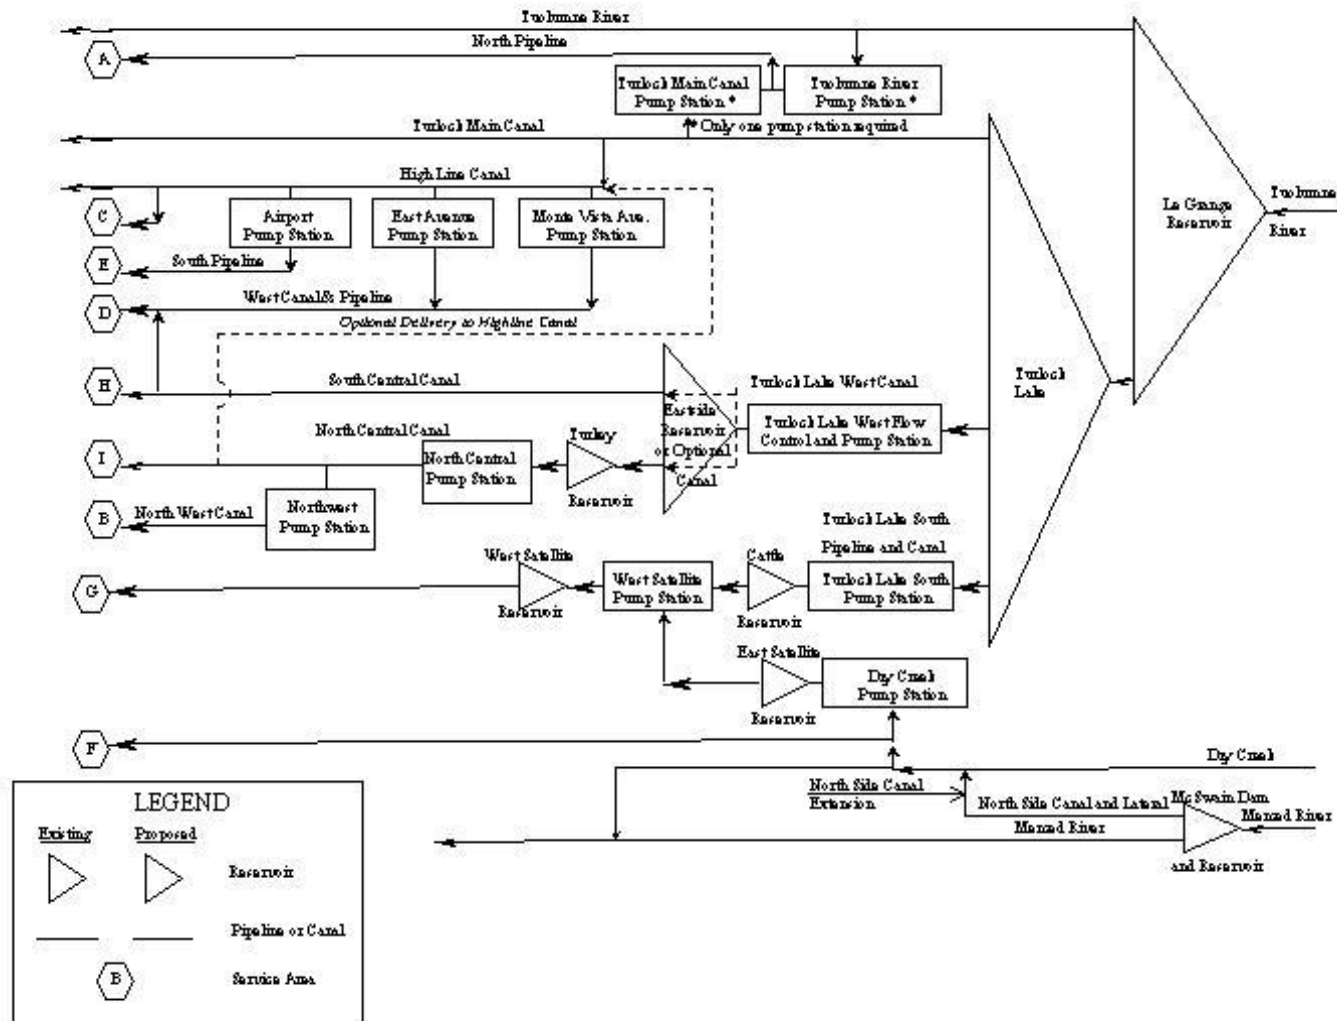 Tuolumne River
North Pipeline
A
Turlock Main Canal
Pump Station *
Tuolumne River
Pump Station *
* Only one pump station required
Turlock Main Canal
High Line Canal
C
Airport
Pump Station
East Avenue
Pump Station
Monte Vista Ave.
Pump Station
La Grange
Reservoir
Tuolumne
River
E
South Pipeline
D
West Canal & Pipeline
Optional Delivery to Highline Canal
H
South Central Canal
Turlock Lake West Canal
Turlock
Lake
Eastside
Reservoir
or Optional
Canal
Turlock Lake West Flow
Control and Pump Station
I
North Central Canal
North Central
Pump Station
Turkey
Reservoir
B
North West Canal
Northwest
Pump Station
Turlock Lake South
Pipeline and Canal
G
West Satellite
Reservoir
West Satellite
Pump Station
Cattle
Reservoir
Turlock Lake South
Pump Station
East Satellite
Reservoir
Dry Creek
Pump Station
F
Dry Creek
North Side Canal
Extension
North Side Canal and Lateral
McSwain Dam
and Reservoir
Merced River
Merced River
LEGEND
Existing
Proposed
Reservoir
Pipeline or Canal
B
Service Area